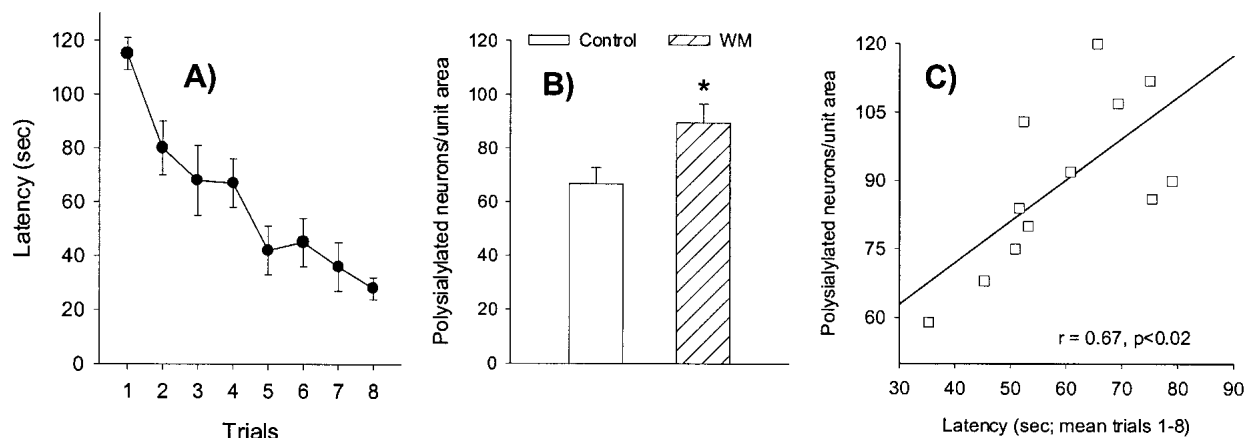 A)
Latency (sec)
120
100
80
60
40
20
0
1 2 3 4 5 6 7 8
Trials
Control WM
B)
*
Polysialylated neurons/unit area
120
100
80
60
40
20
0
C)
Polysialylated neurons/unit area
120
105
90
75
60
r = 0.67, p<0.02
30 40 50 60 70 80 90
Latency (sec; mean trials 1-8)